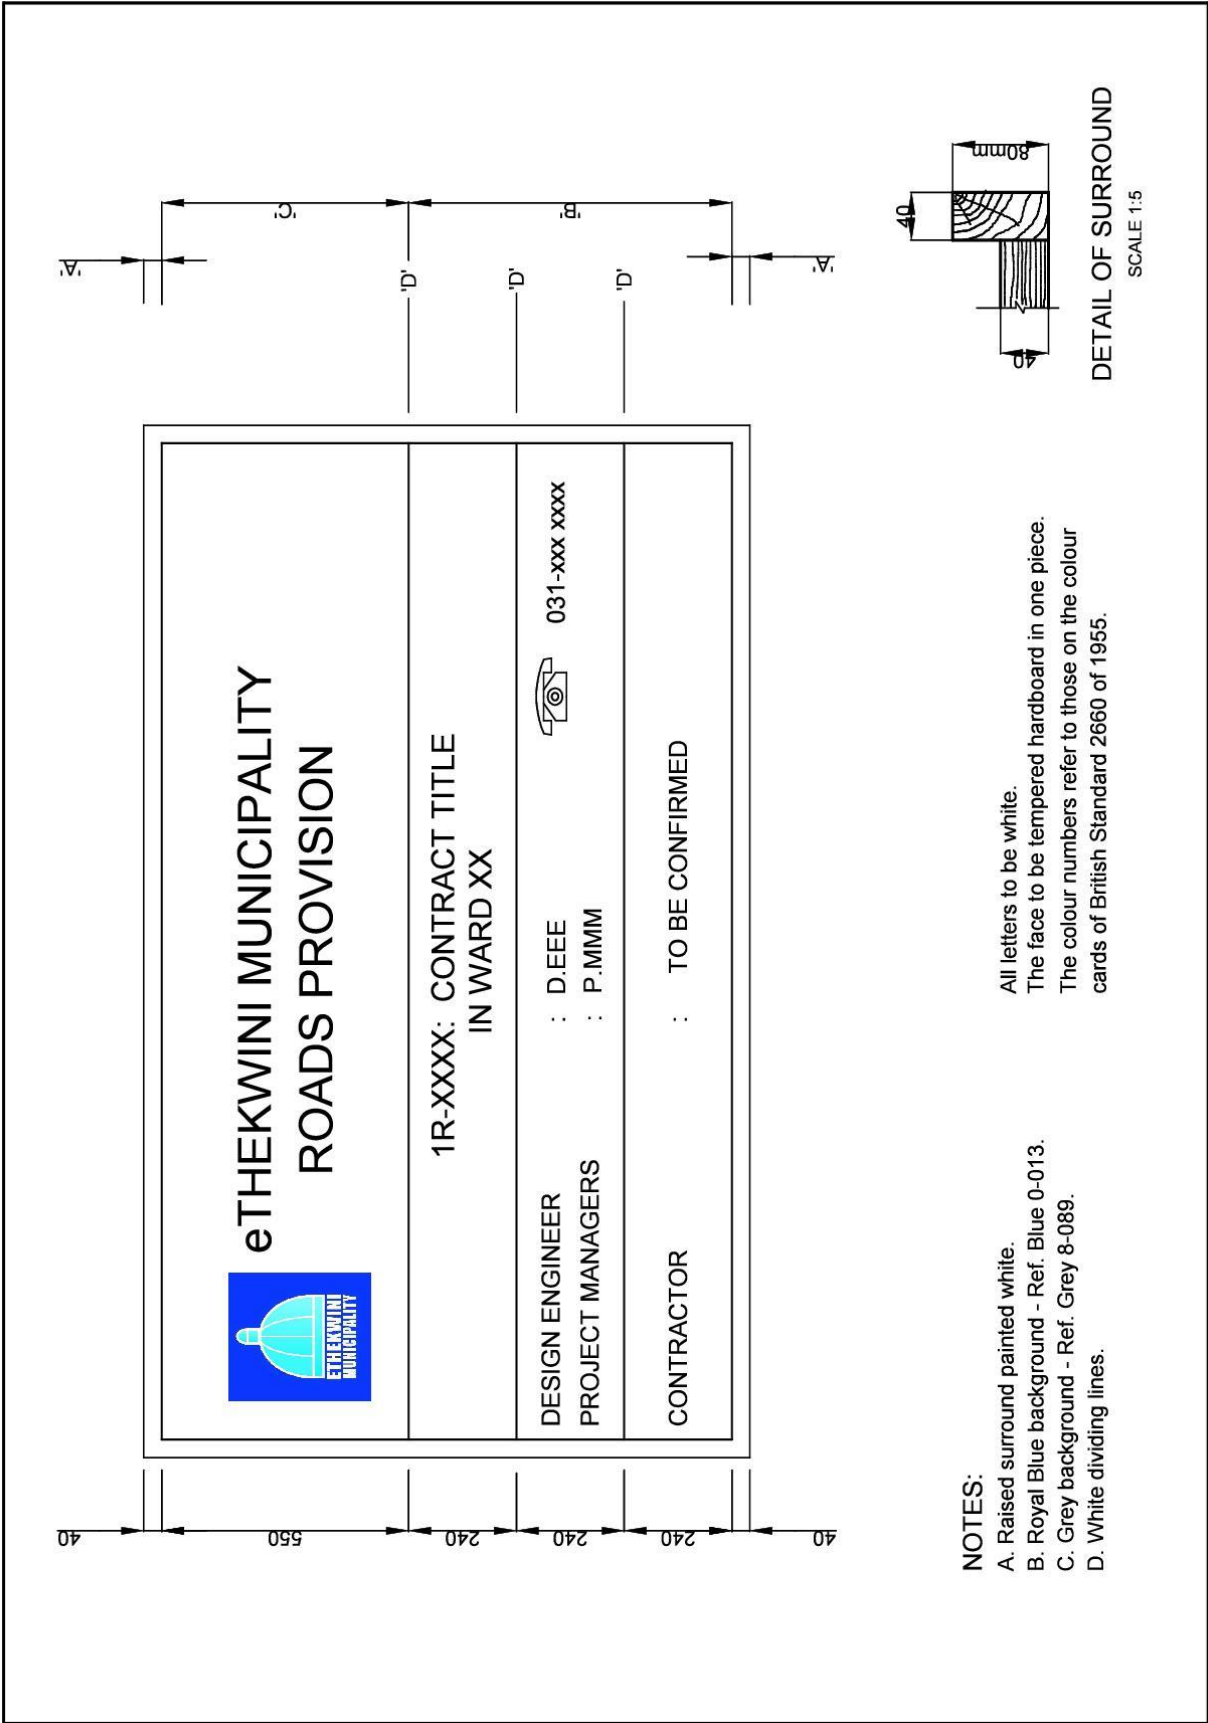 'A'
'C'
'D'
'B'
'D'
'D'
'A'
40
550
240
240
240
40
ETHEKWINI
MUNICIPALITY
eTHEKWINI MUNICIPALITY
ROADS PROVISION
1R-XXXX: CONTRACT TITLE
IN WARD XX
DESIGN ENGINEER : D.EEE 031-xxx xxxx
PROJECT MANAGERS : P.MMM
CONTRACTOR : TO BE CONFIRMED
NOTES:
A. Raised surround painted white.
B. Royal Blue background - Ref. Blue 0-013.
C. Grey background - Ref. Grey 8-089.
D. White dividing lines.
All letters to be white.
The face to be tempered hardboard in one piece.
The colour numbers refer to those on the colour
cards of British Standard 2660 of 1955.
40
80mm
40
DETAIL OF SURROUND
SCALE 1:5